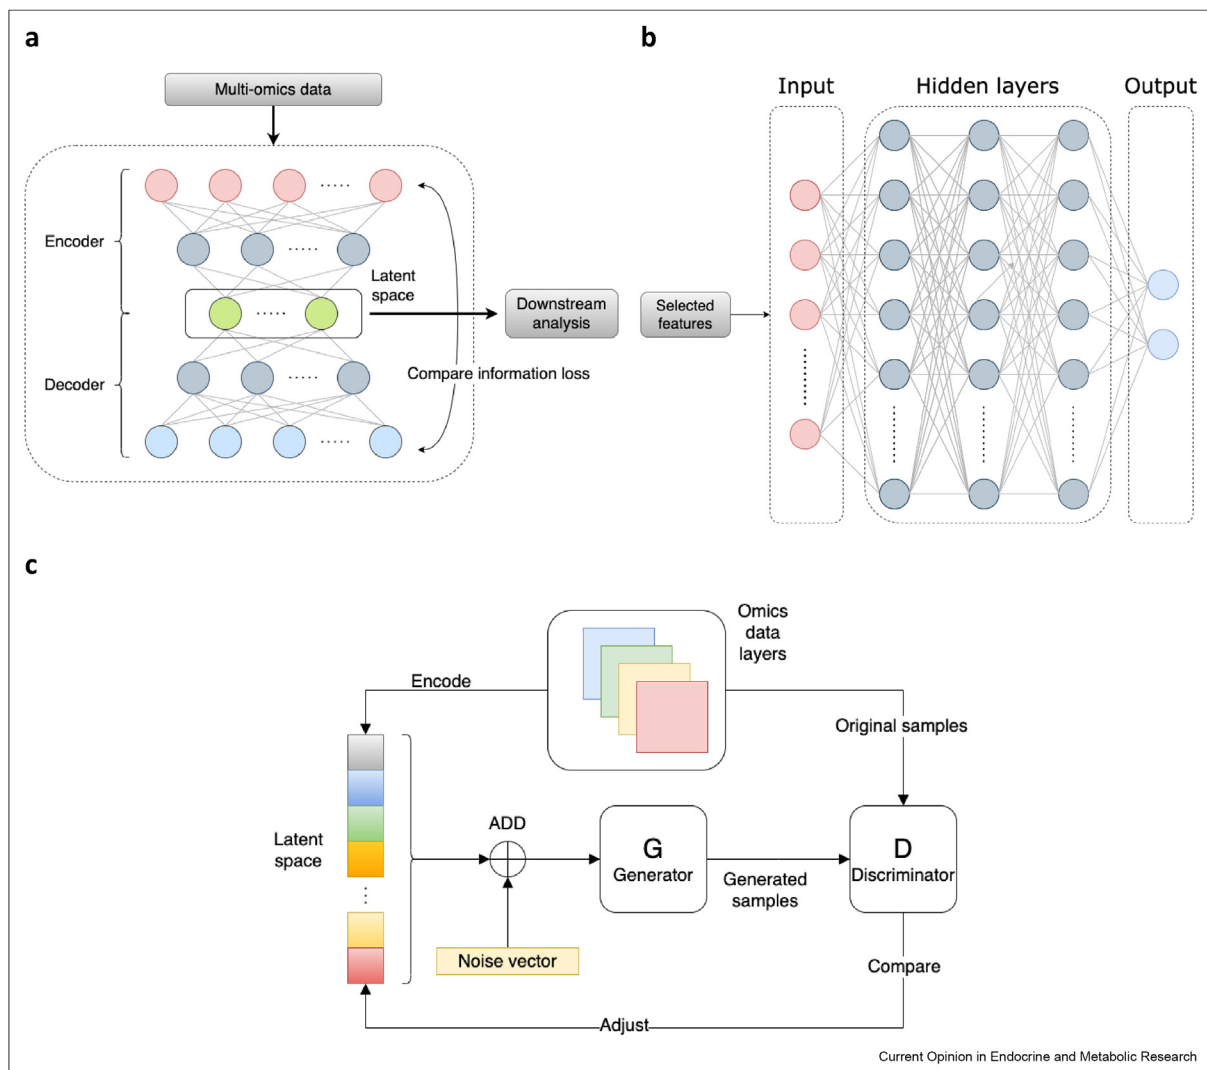 a
Multi-omics data
Encoder
Latent
space
Downstream
analysis
Decoder
Compare information loss
b
Input
Hidden layers
Output
Selected
features
c
Omics
data
layers
Encode
Original samples
Latent
space
ADD
G
Generator
Generated
samples
D
Discriminator
Noise vector
Compare
Adjust
Current Opinion in Endocrine and Metabolic Research